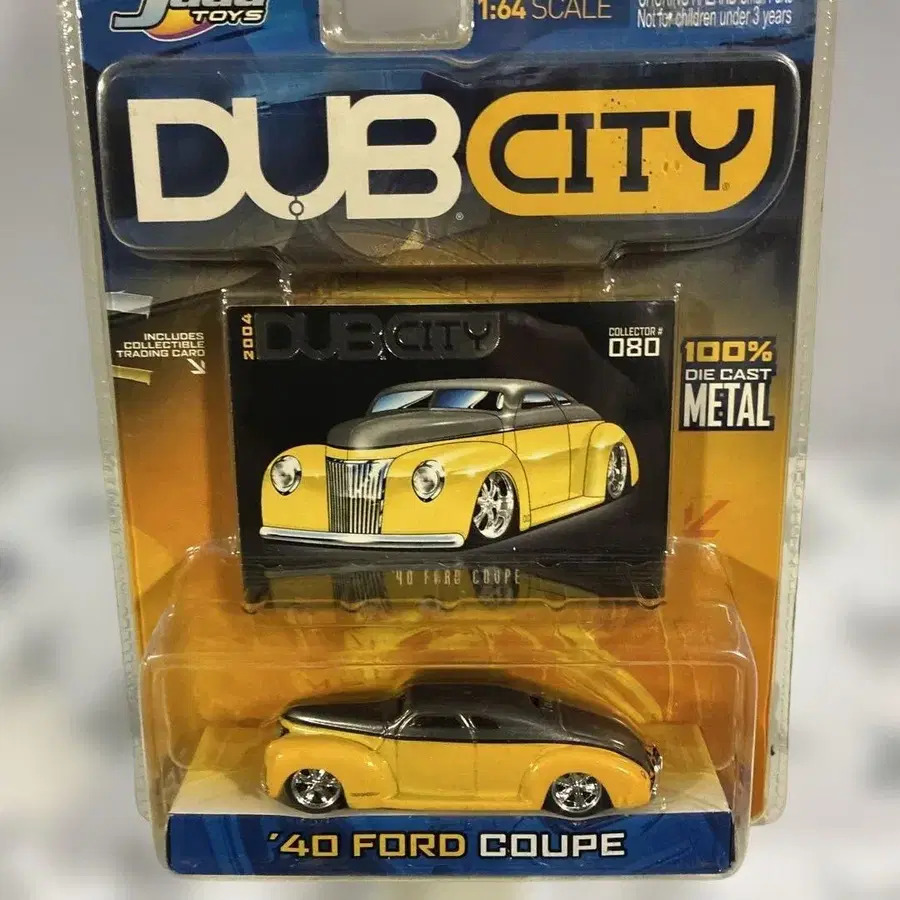 Jada
TOYS
1:64 SCALE
Not for children under 3 years
DUB CITY
INCLUDES
COLLECTIBLE
TRADING CARD
2004
DUB CITY
COLLECTOR #
080
100%
DIE CAST
METAL
'40 FORD COUPE
'40 FORD COUPE